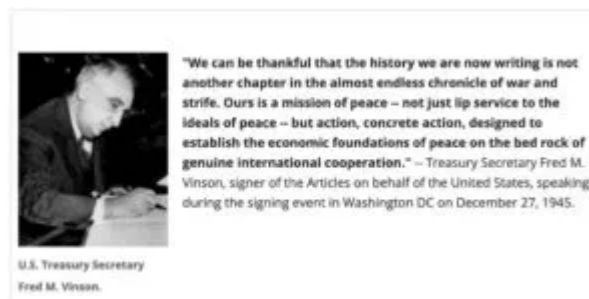 "We can be thankful that the history we are now writing is not
another chapter in the almost endless chronicle of war and
strife. Ours is a mission of peace -- not just lip service to the
ideals of peace -- but action, concrete action, designed to
establish the economic foundations of peace on the bed rock of
genuine international cooperation." -- Treasury Secretary Fred M.
Vinson, signer of the Articles on behalf of the United States, speaking
during the signing event in Washington DC on December 27, 1945.
U.S. Treasury Secretary
Fred M. Vinson.